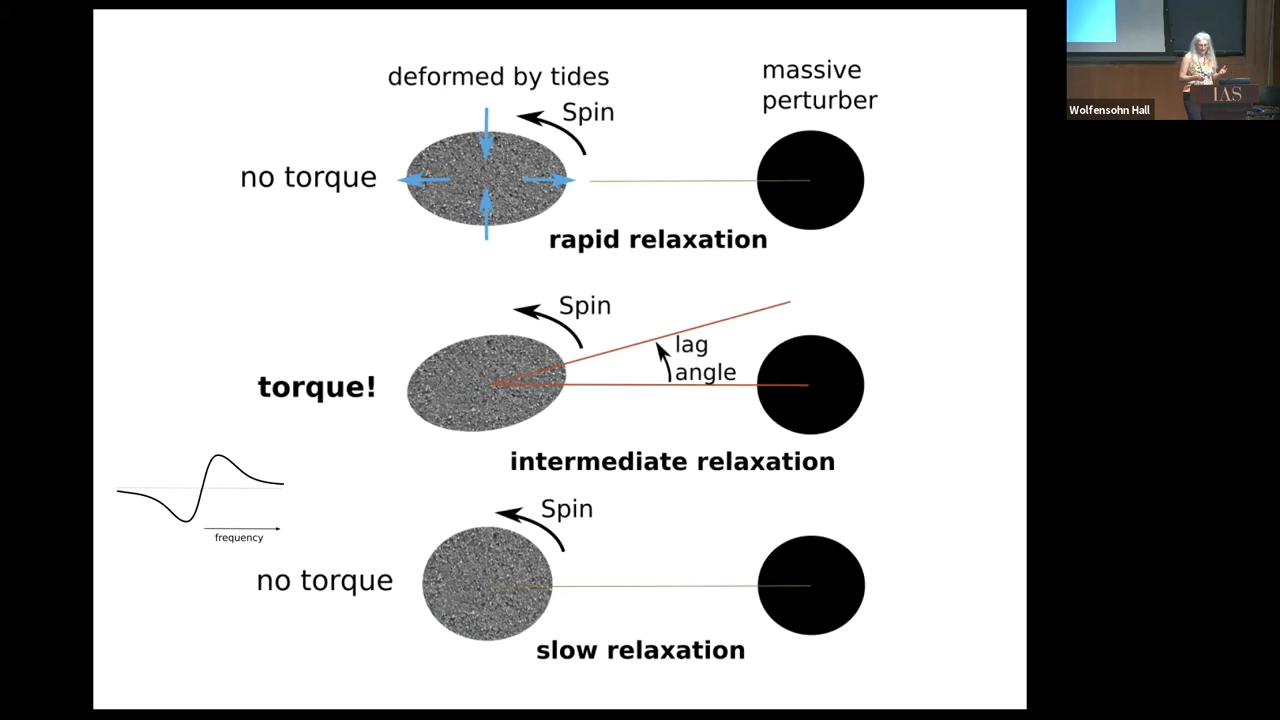 deformed by tides
massive
perturber
Spin
no torque
rapid relaxation
Spin
lag
angle
torque!
intermediate relaxation
frequency
Spin
no torque
slow relaxation
IAS
Wolfensohn Hall